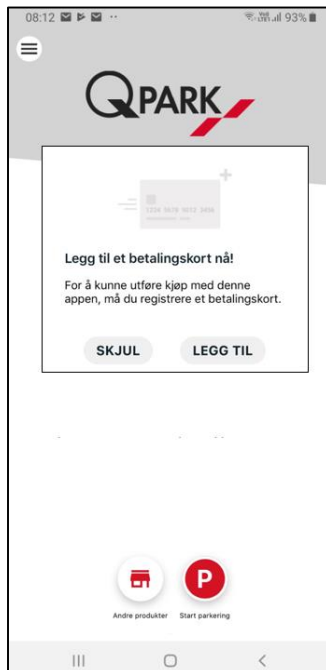 08:12
93%
QPARK
1234 5678 9012 3456
Legg til et betalingskort nå!
For å kunne utføre kjøp med denne
appen, må du registrere et betalingskort.
SKJUL LEGG TIL
P
Andre produkter Start parkering